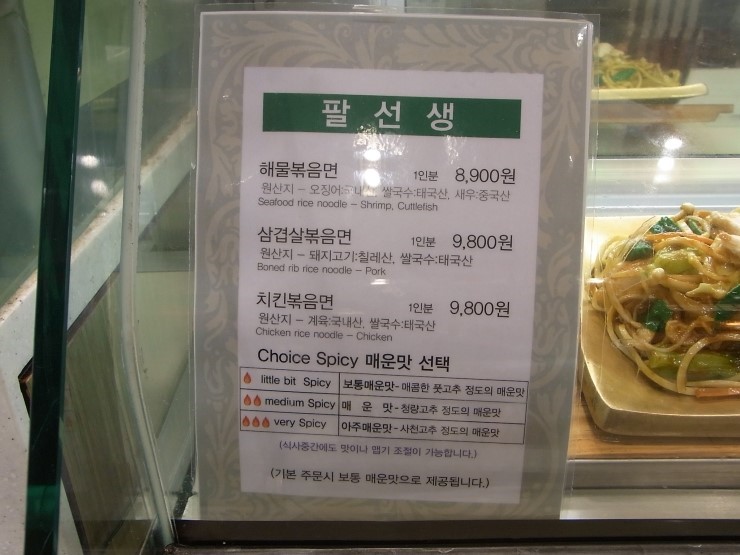 팔 선 생
해물볶음면 1인분 8,900원
원산지 - 오징어:국내산, 쌀국수:태국산, 새우:중국산
Seafood rice noodle - Shrimp, Cuttlefish
삼겹살볶음면 1인분 9,800원
원산지 - 돼지고기:칠레산, 쌀국수:태국산
Boned rib rice noodle - Pork
치킨볶음면 1인분 9,800원
원산지 - 계육:국내산, 쌀국수:태국산
Chicken rice noodle - Chicken
Choice Spicy 매운맛 선택
little bit Spicy 보통매운맛-매콤한 풋고추 정도의 매운맛
medium Spicy 매 운 맛-청량고추 정도의 매운맛
very Spicy 아주매운맛-사천고추 정도의 매운맛
(식사중간에도 맛이나 맵기 조절이 가능합니다.)
(기본 주문시 보통 매운맛으로 제공됩니다.)